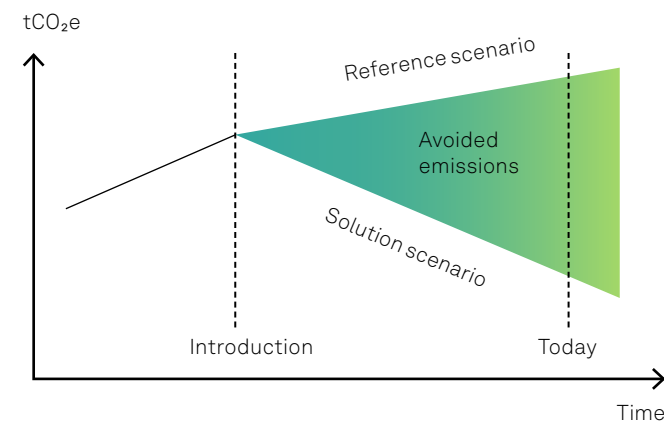 tCO₂e
Reference scenario
Avoided
emissions
Solution scenario
Introduction
Today
Time